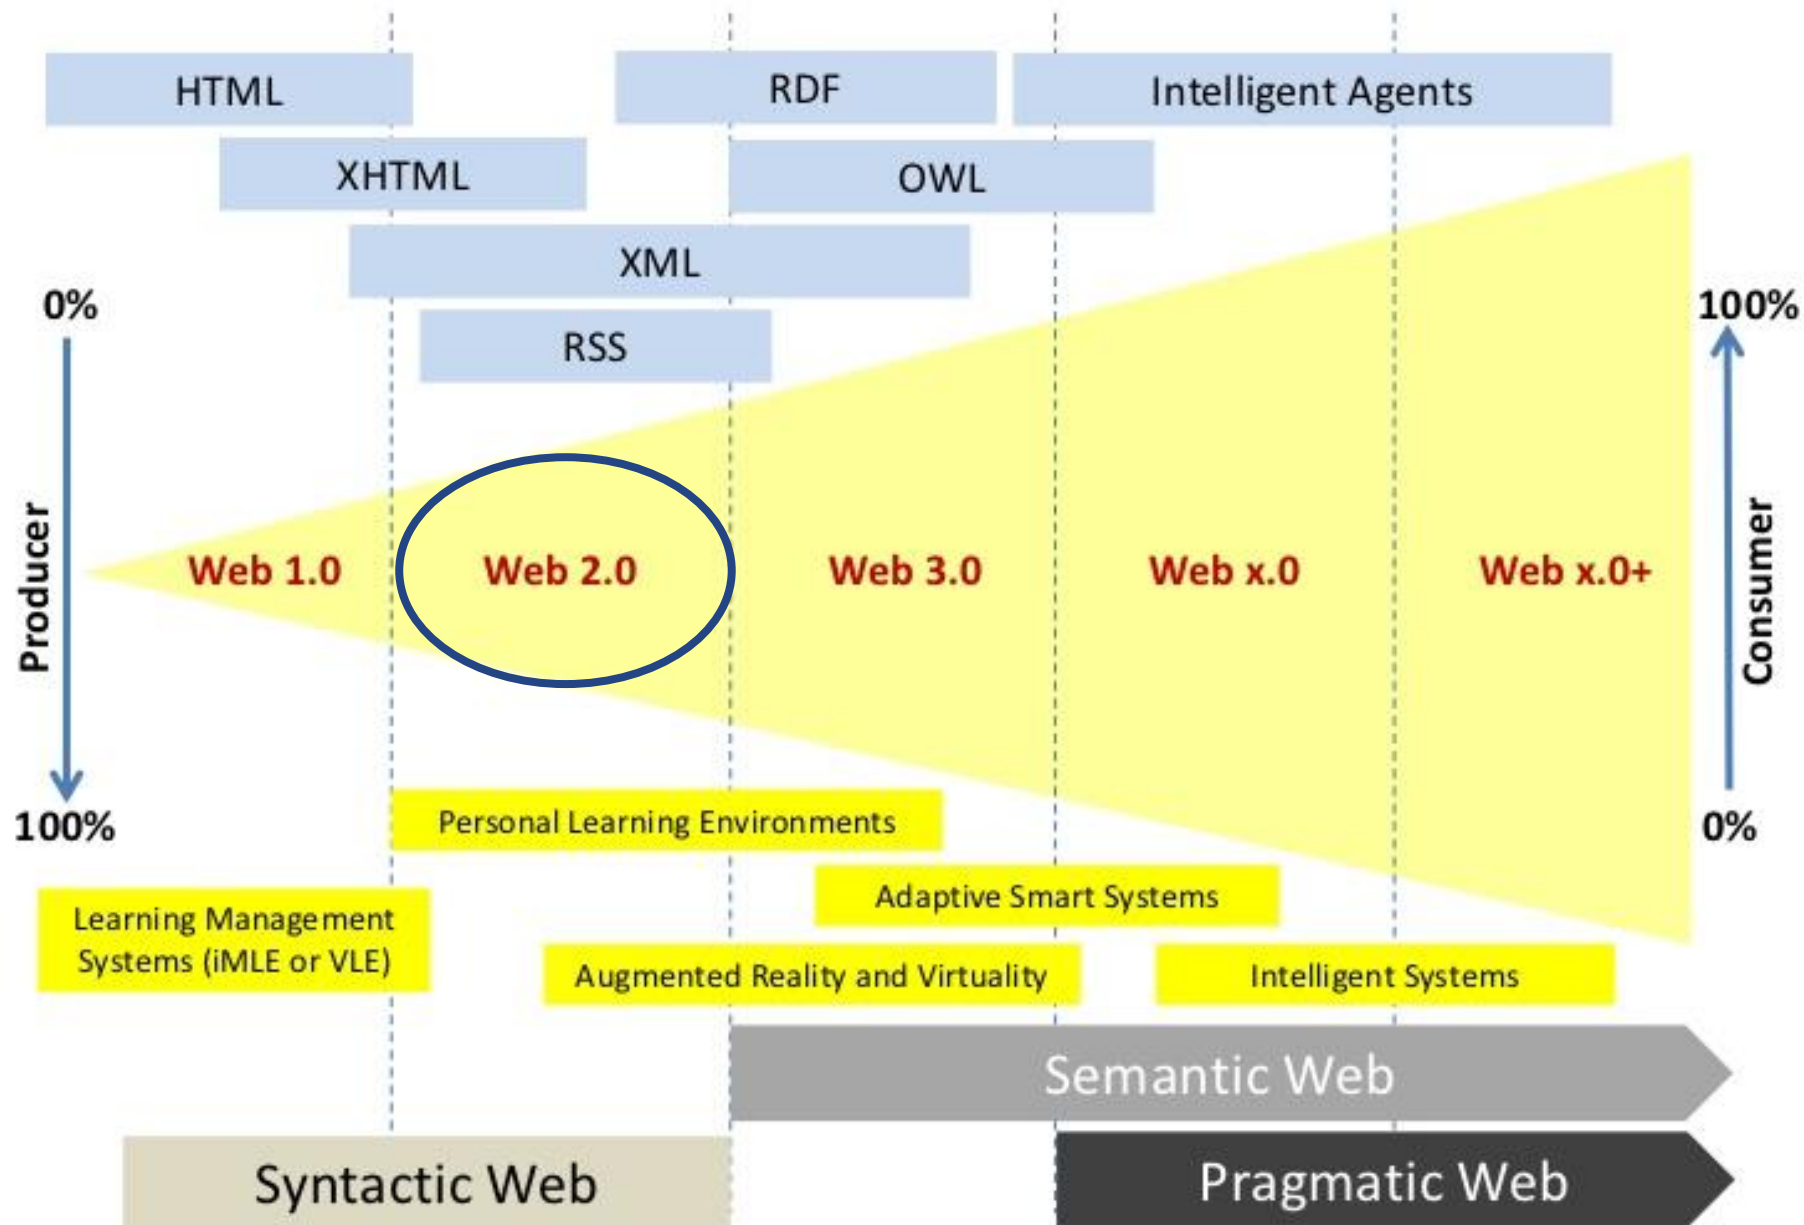 HTML
RDF
Intelligent Agents
XHTML
OWL
XML
RSS
0%
100%
Producer
Consumer
Web 1.0
Web 2.0
Web 3.0
Web x.0
Web x.0+
100%
0%
Personal Learning Environments
Adaptive Smart Systems
Learning Management
Systems (iMLE or VLE)
Augmented Reality and Virtuality
Intelligent Systems
Semantic Web
Syntactic Web
Pragmatic Web